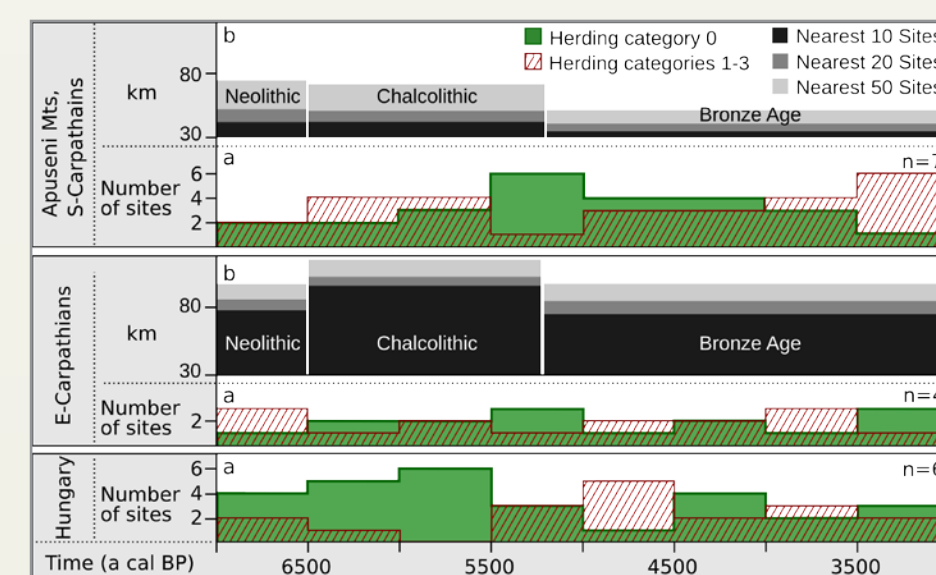 b
Herding category 0
Herding categories 1-3
Nearest 10 Sites
Nearest 20 Sites
Nearest 50 Sites
Apuseni Mts,
S-Carpathains
km
80
30
Neolithic
Chalcolithic
Bronze Age
a
n=7
Number
of sites
6
4
2
b
E-Carpathians
km
80
30
Neolithic
Chalcolithic
Bronze Age
a
n=4
Number
of sites
2
a
n=6
Hungary
Number
of sites
6
4
2
Time (a cal BP)
6500
5500
4500
3500